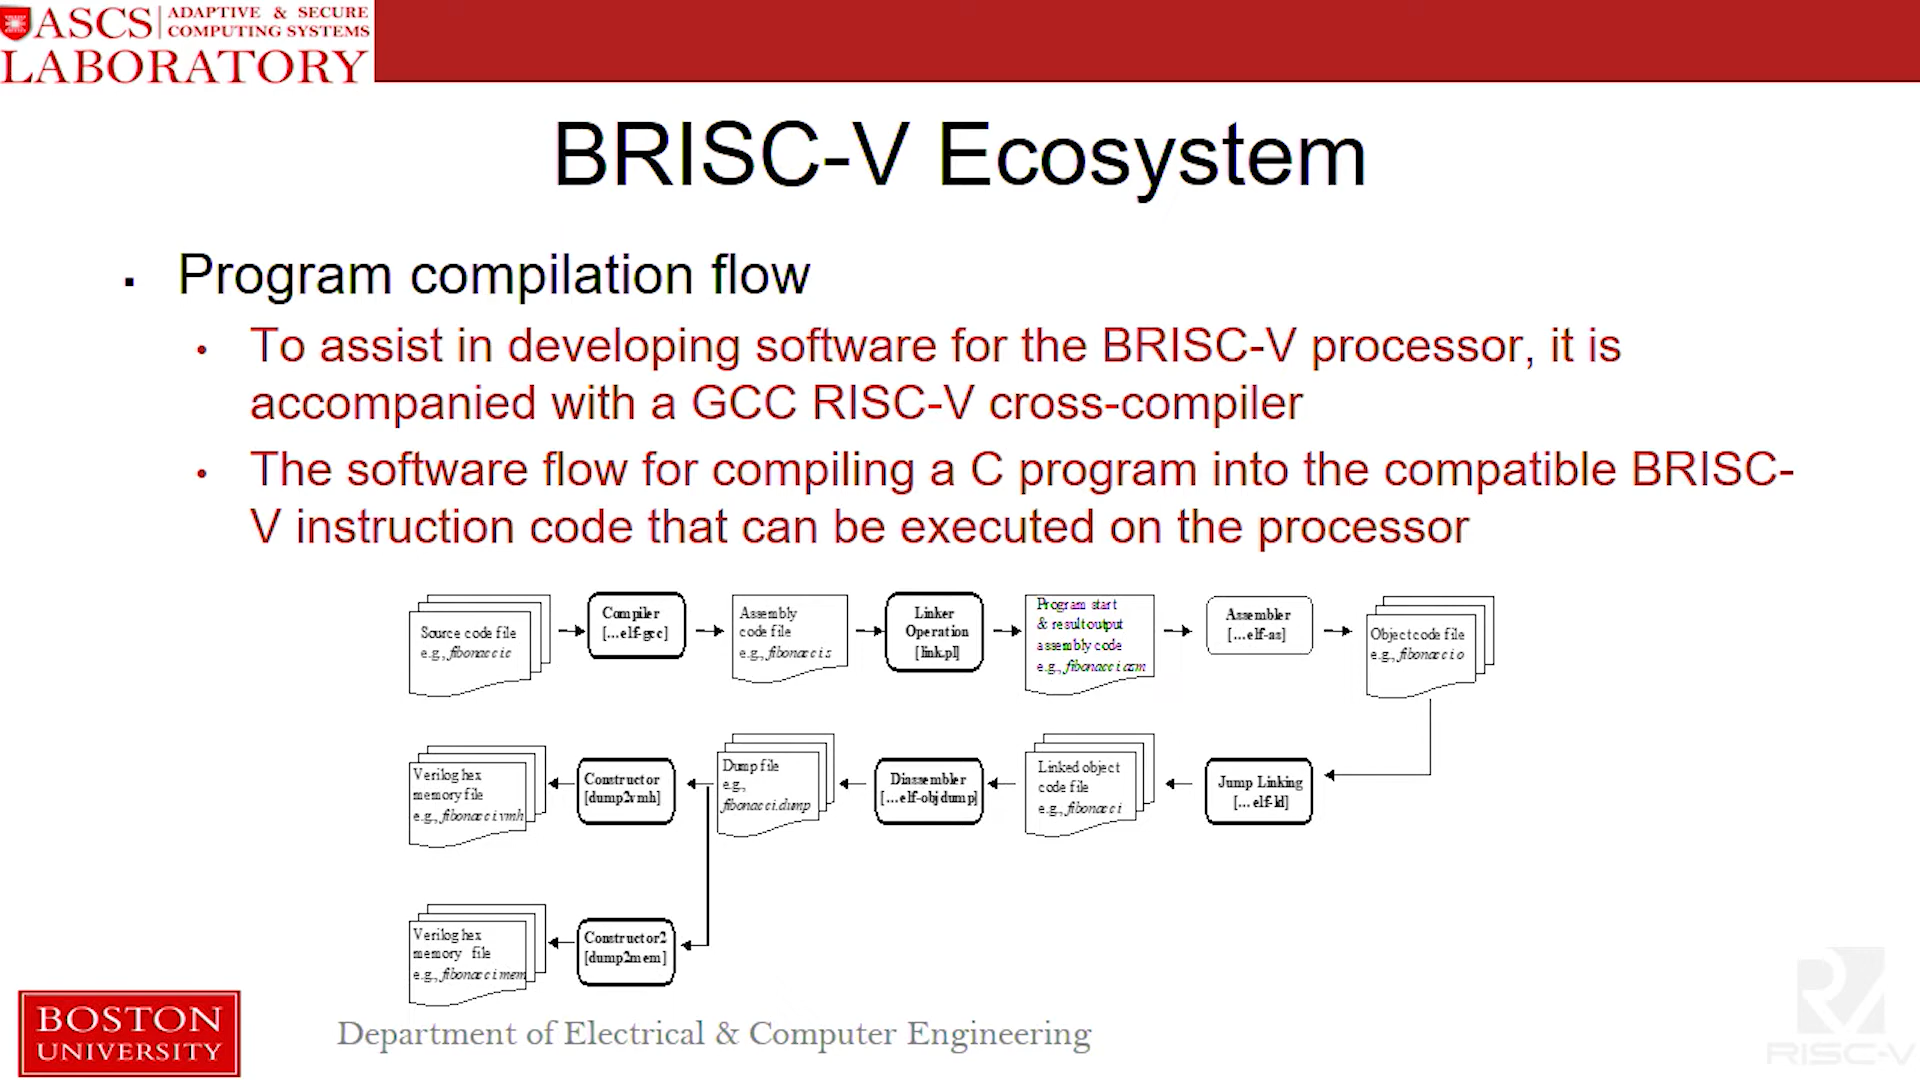 ASCS
ADAPTIVE & SECURE
COMPUTING SYSTEMS
LABORATORY
BRISC-V Ecosystem
Program compilation flow
To assist in developing software for the BRISC-V processor, it is
accompanied with a GCC RISC-V cross-compiler
The software flow for compiling a C program into the compatible BRISC-
V instruction code that can be executed on the processor
Source code file
e.g., fibonacci.c
Compiler
[...elf-gcc]
Assembly
code file
e.g., fibonacci.s
Linker
Operation
[link.pl]
Program start
& result output
assembly code
e.g., fibonacci.asm
Assembler
[...elf-as]
Object code file
e.g., fibonacci.o
Jump Linking
[...elf-ld]
Linked object
code file
e.g., fibonacci
Diassembler
[...elf-objdump]
Dump file
e.g.,
fibonacci.dump
Constructor
[dump2vmh]
Verilog hex
memory file
e.g., fibonacci.vmh
Constructor2
[dump2mem]
Verilog hex
memory file
e.g., fibonacci.mem
BOSTON
UNIVERSITY
Department of Electrical & Computer Engineering
RISC-V